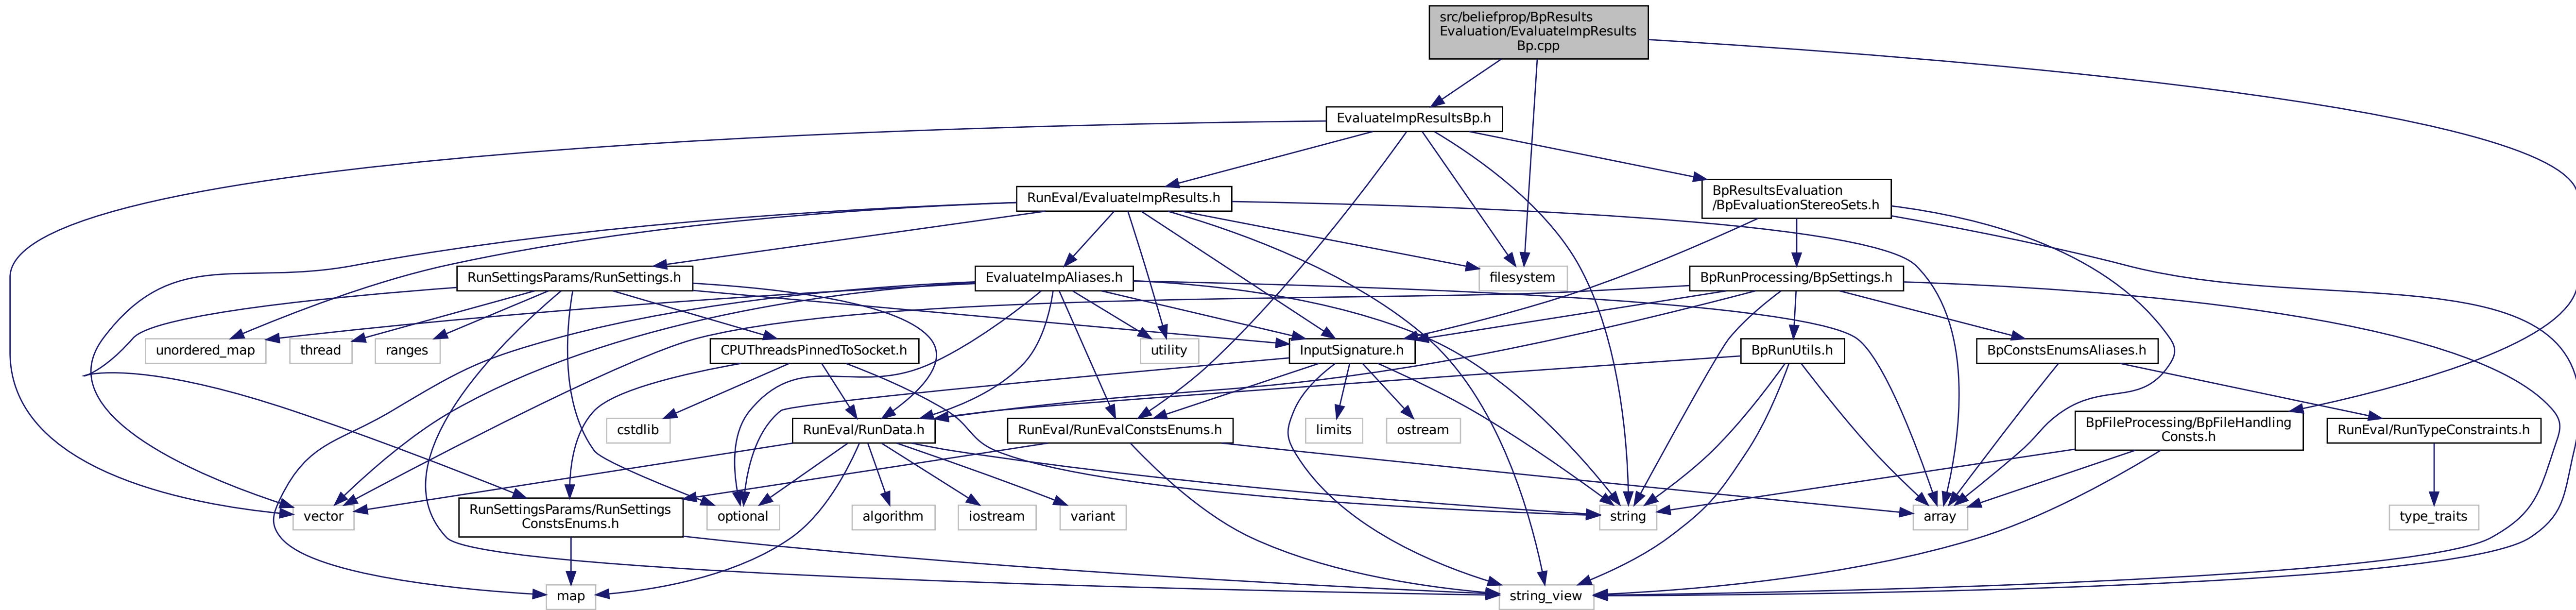 src/beliefprop/BpResults
Evaluation/EvaluateImpResults
Bp.cpp
EvaluateImpResultsBp.h
RunEval/EvaluateImpResults.h
BpResultsEvaluation
/BpEvaluationStereoSets.h
RunSettingsParams/RunSettings.h
EvaluateImpAliases.h
filesystem
BpRunProcessing/BpSettings.h
unordered_map
thread
ranges
CPUThreadsPinnedToSocket.h
utility
InputSignature.h
BpRunUtils.h
BpConstsEnumsAliases.h
cstdlib
RunEval/RunData.h
RunEval/RunEvalConstsEnums.h
limits
ostream
BpFileProcessing/BpFileHandling
Consts.h
RunEval/RunTypeConstraints.h
vector
RunSettingsParams/RunSettings
ConstsEnums.h
optional
algorithm
iostream
variant
string
array
type_traits
map
string_view